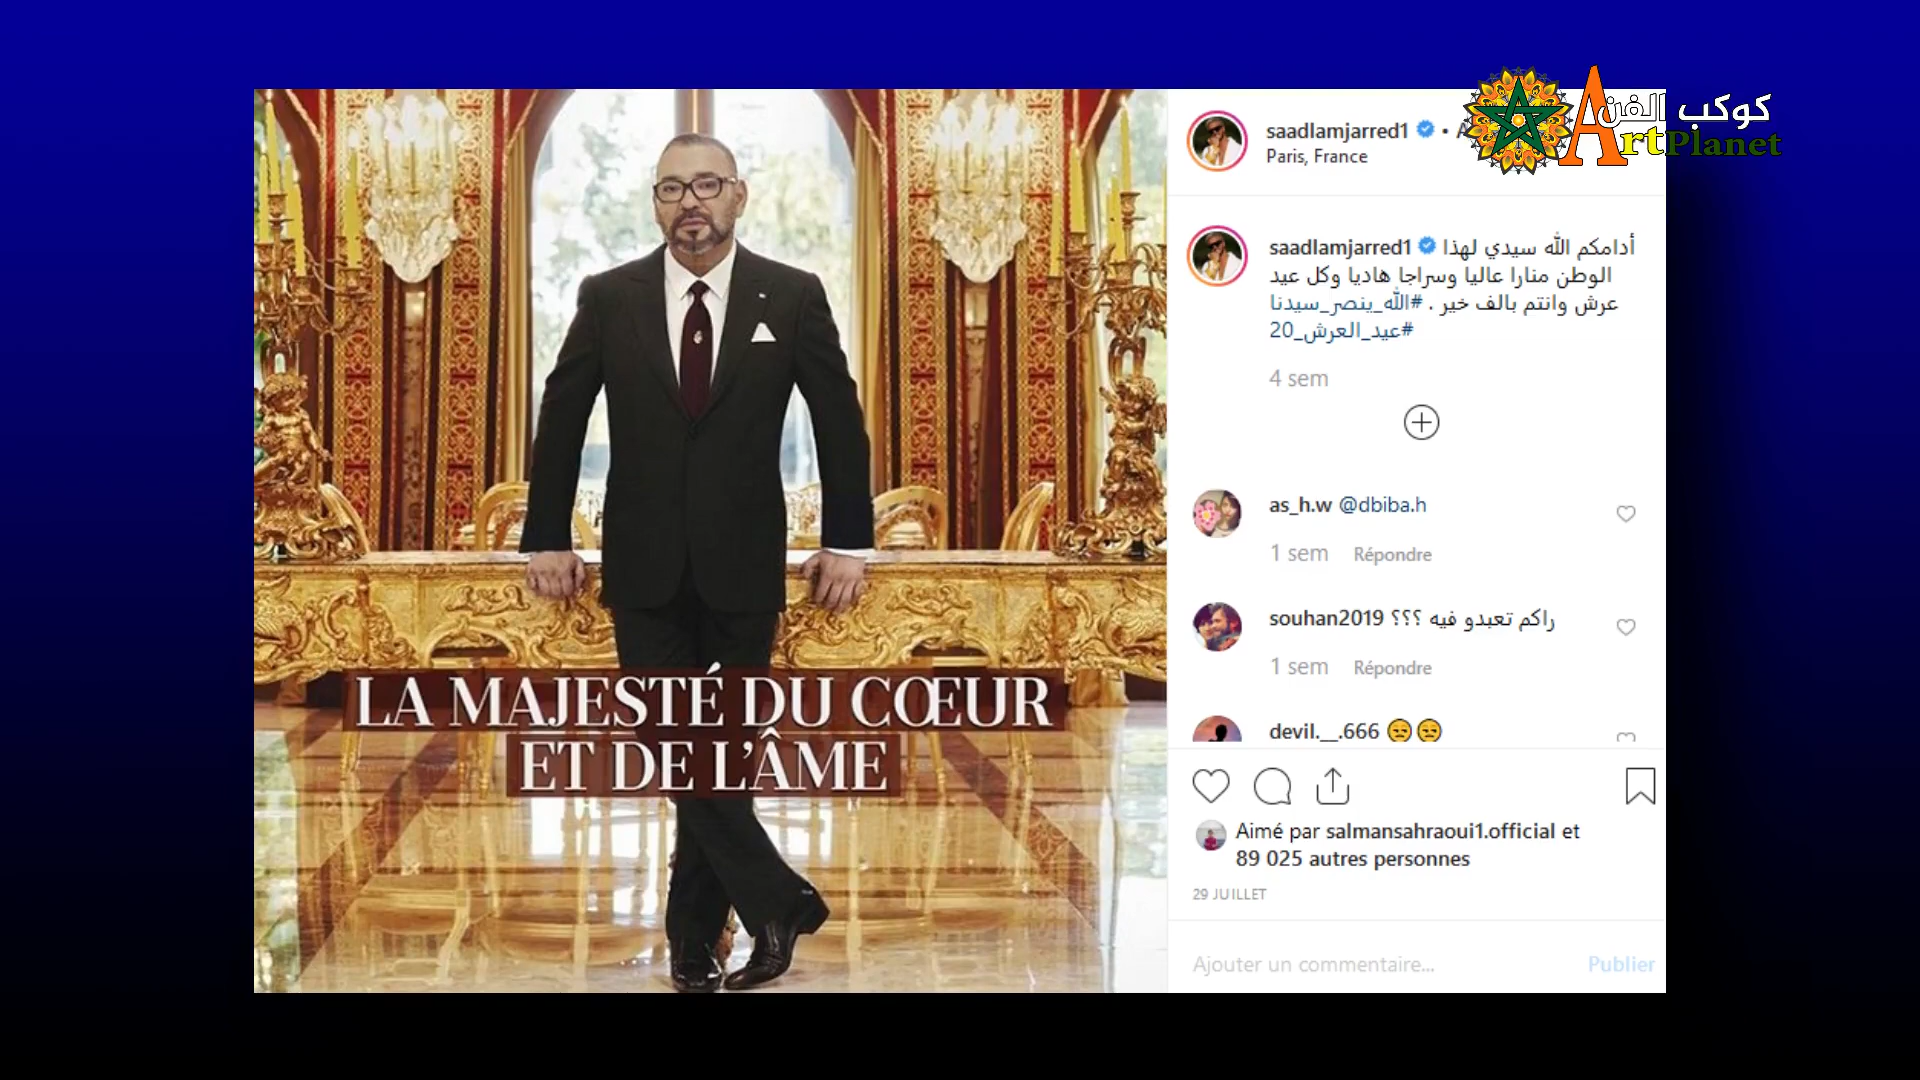 كوكب الفن
ArtPlanet
LA MAJESTÉ DU CŒUR
ET DE L'ÂME
saadlamjarred1 •
Paris, France
saadlamjarred1 أدامكم الله سيدي لهذا
الوطن منارا عاليا وسراجا هاديا وكل عيد
عرش وانتم بالف خير . #الله_ينصر_سيدنا
#عيد_العرش_20
4 sem
as_h.w @dbiba.h
1 sem Répondre
souhan2019 راكم تعبدو فيه ؟؟؟
1 sem Répondre
devil.__.666 😒😒
Aimé par salmansahraoui1.official et
89 025 autres personnes
29 JUILLET
Ajouter un commentaire... Publier